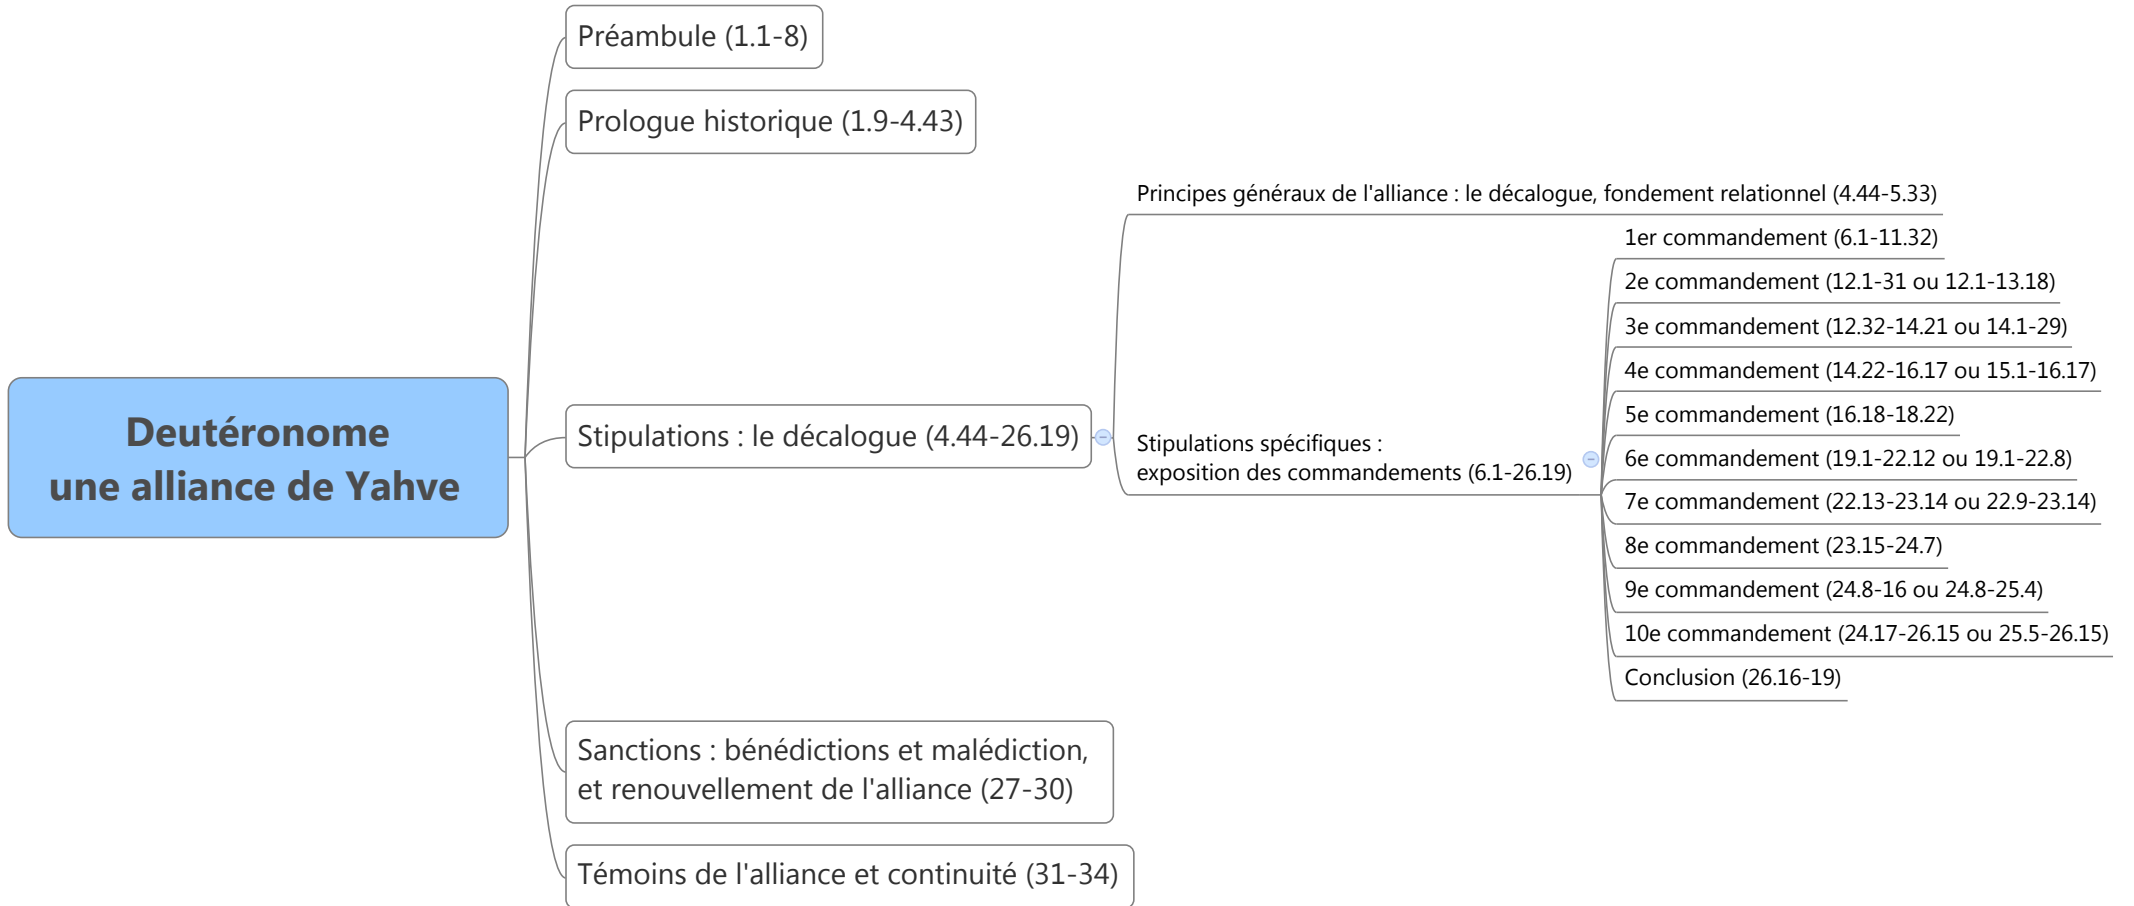 Préambule (1.1-8)
Prologue historique (1.9-4.43)
Principes généraux de l'alliance : le décalogue, fondement relationnel (4.44-5.33)
1er commandement (6.1-11.32)
2e commandement (12.1-31 ou 12.1-13.18)
3e commandement (12.32-14.21 ou 14.1-29)
4e commandement (14.22-16.17 ou 15.1-16.17)
5e commandement (16.18-18.22)
6e commandement (19.1-22.12 ou 19.1-22.8)
7e commandement (22.13-23.14 ou 22.9-23.14)
8e commandement (23.15-24.7)
9e commandement (24.8-16 ou 24.8-25.4)
10e commandement (24.17-26.15 ou 25.5-26.15)
Conclusion (26.16-19)
Stipulations spécifiques :
exposition des commandements (6.1-26.19)
Stipulations : le décalogue (4.44-26.19)
Deutéronome
une alliance de Yahve
Sanctions : bénédictions et malédiction,
et renouvellement de l'alliance (27-30)
Témoins de l'alliance et continuité (31-34)